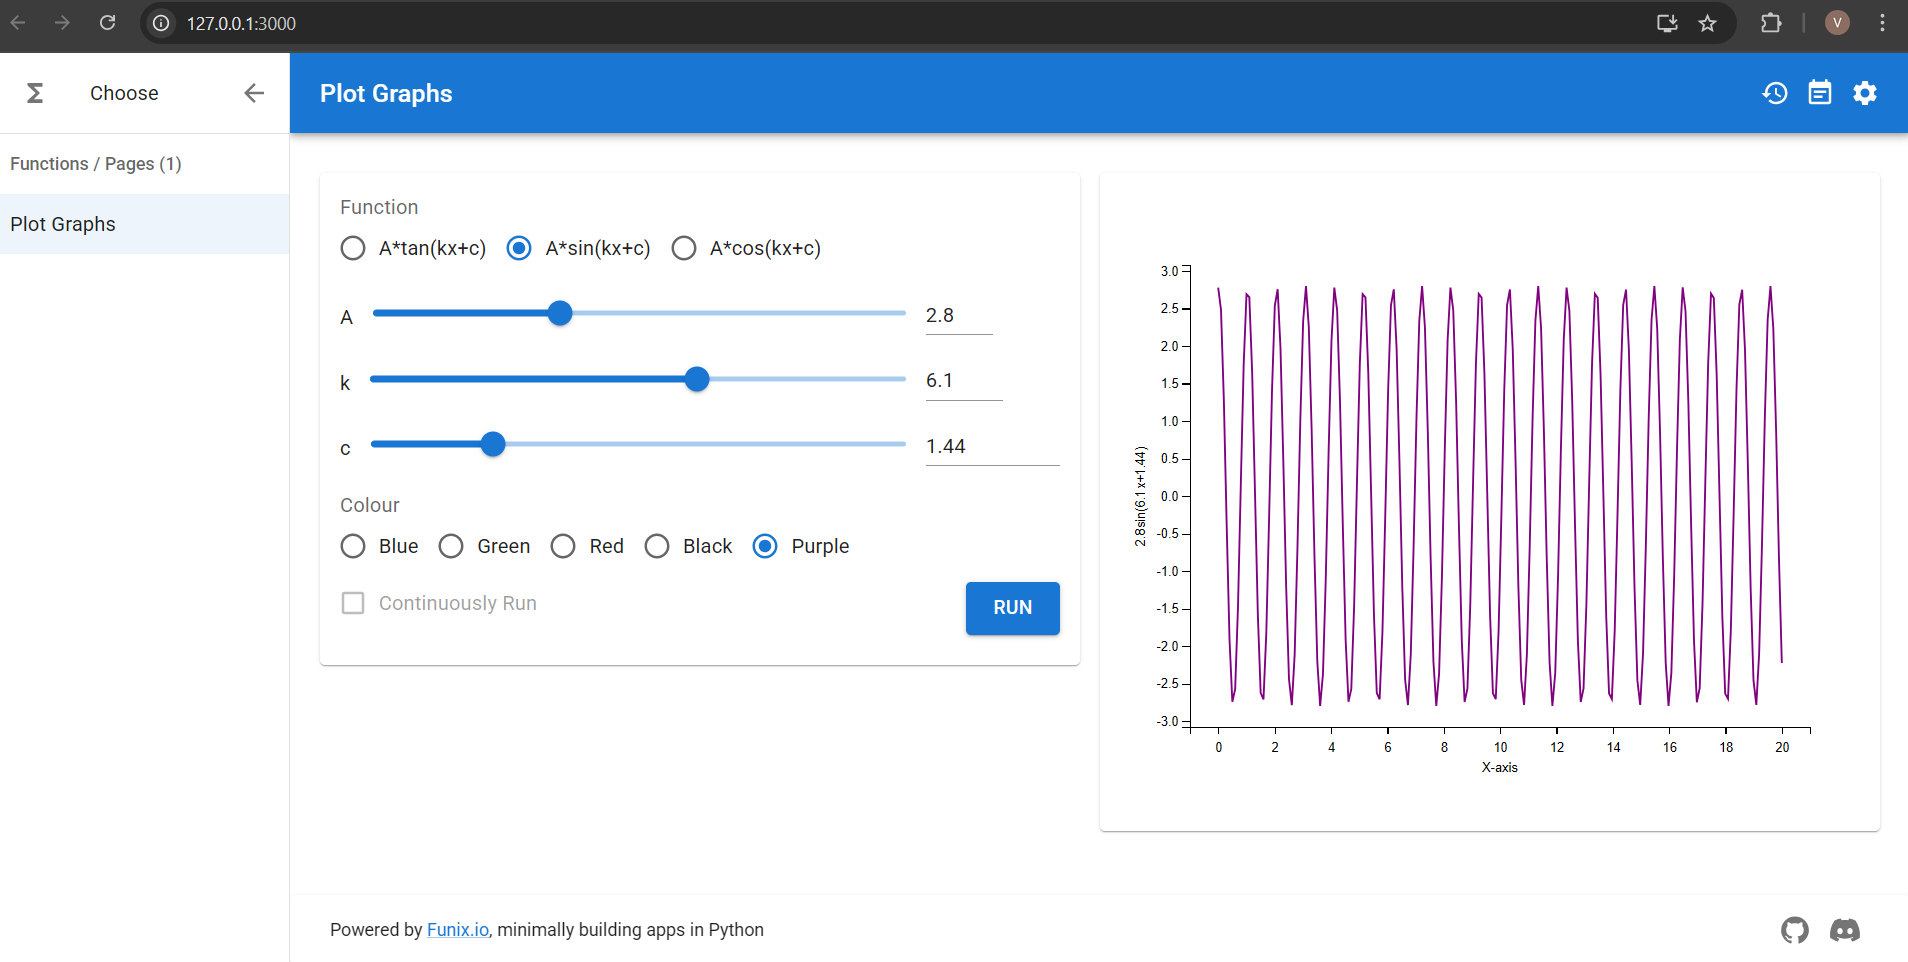 127.0.0.1:3000
V
Choose
Plot Graphs
Functions / Pages (1)
Plot Graphs
Function
A*tan(kx+c) A*sin(kx+c) A*cos(kx+c)
A 2.8
k 6.1
c 1.44
Colour
Blue Green Red Black Purple
Continuously Run
RUN
3.0
2.5
2.0
1.5
1.0
0.5
0.0
-0.5
-1.0
-1.5
-2.0
-2.5
-3.0
2.8sin(6.1 x+1.44)
0 2 4 6 8 10 12 14 16 18 20
X-axis
Powered by Funix.io, minimally building apps in Python